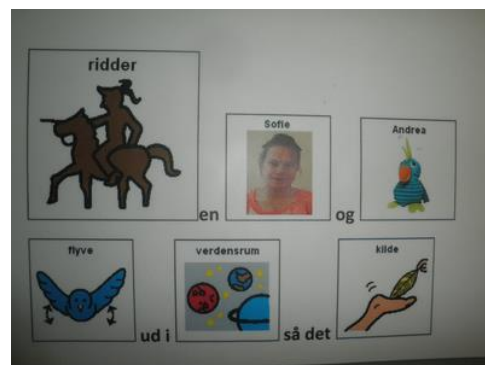 ridder
en
Sofie
og
Andrea
flyve
ud i
verdensrum
så det
kilde